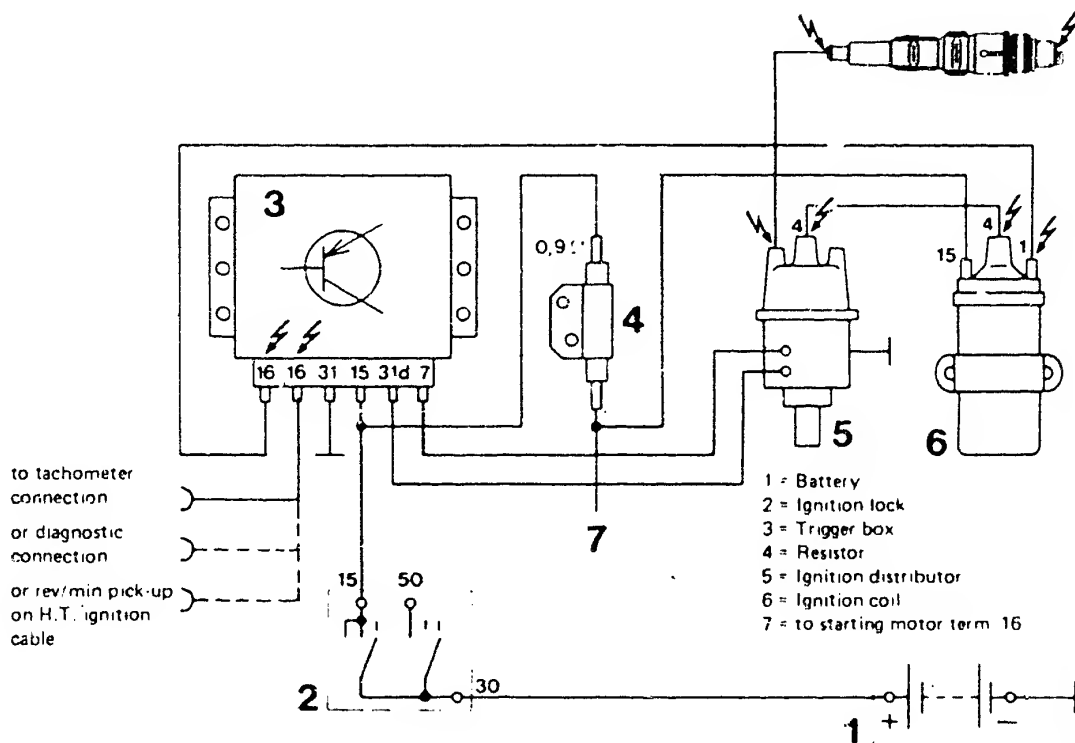 3
0,9 Ω
4
4
4
15
1
16 16 31 15 31d 7
5
6
to tachometer
connection
or diagnostic
connection
or rev/min pick-up
on H.T. ignition
cable
7
1 = Battery
2 = Ignition lock
3 = Trigger box
4 = Resistor
5 = Ignition distributor
6 = Ignition coil
7 = to starting motor term 16
15
50
2
30
1
+
−